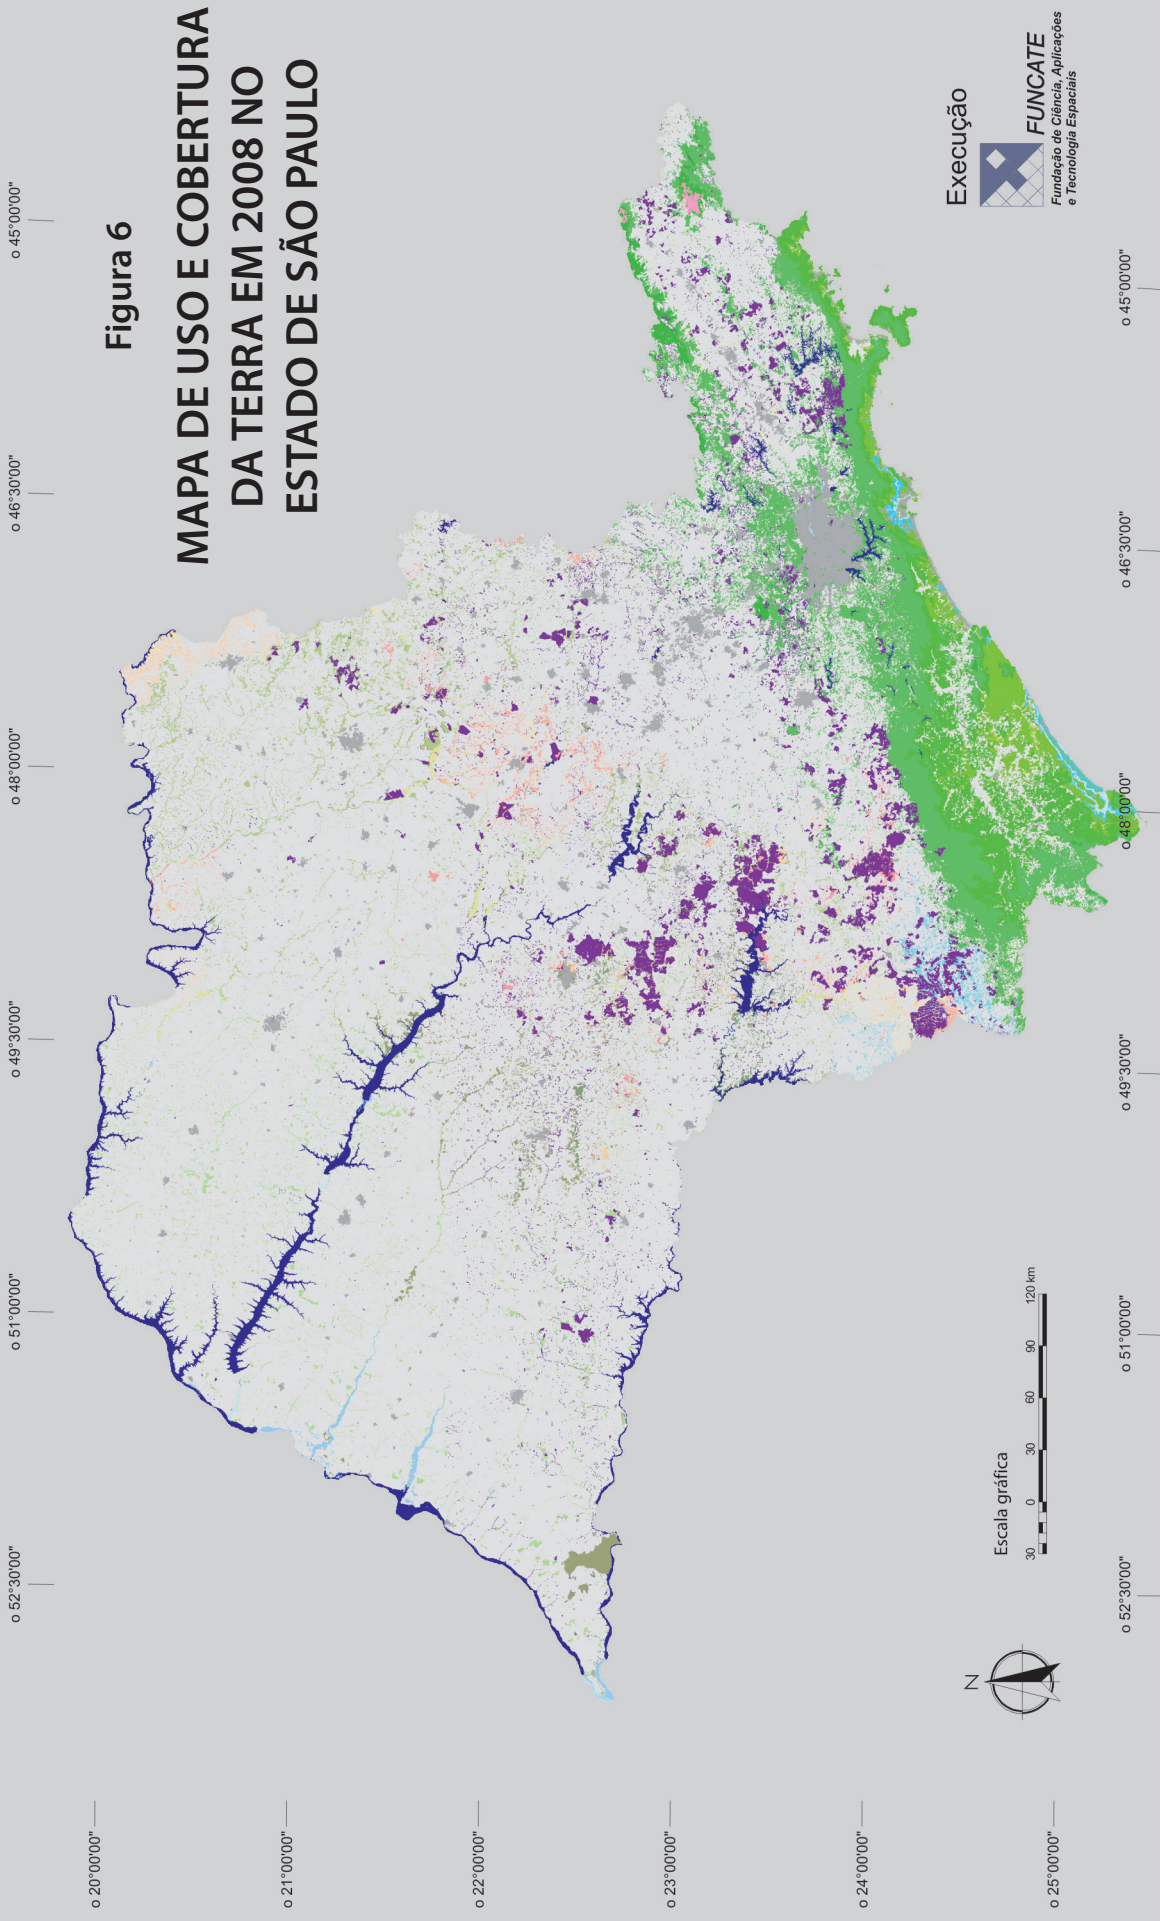 Figura 6
MAPA DE USO E COBERTURA
DA TERRA EM 2008 NO
ESTADO DE SÃO PAULO
o 52°30'00"
o 51°00'00"
o 49°30'00"
o 48°00'00"
o 46°30'00"
o 45°00'00"
o 20°00'00"
o 21°00'00"
o 22°00'00"
o 23°00'00"
o 24°00'00"
o 25°00'00"
N
Escala gráfica
30 0 30 60 90 120 km
Execução
FUNCATE
Fundação de Ciência, Aplicações
e Tecnologia Espaciais
o 52°30'00"
o 51°00'00"
o 49°30'00"
o 48°00'00"
o 46°30'00"
o 45°00'00"